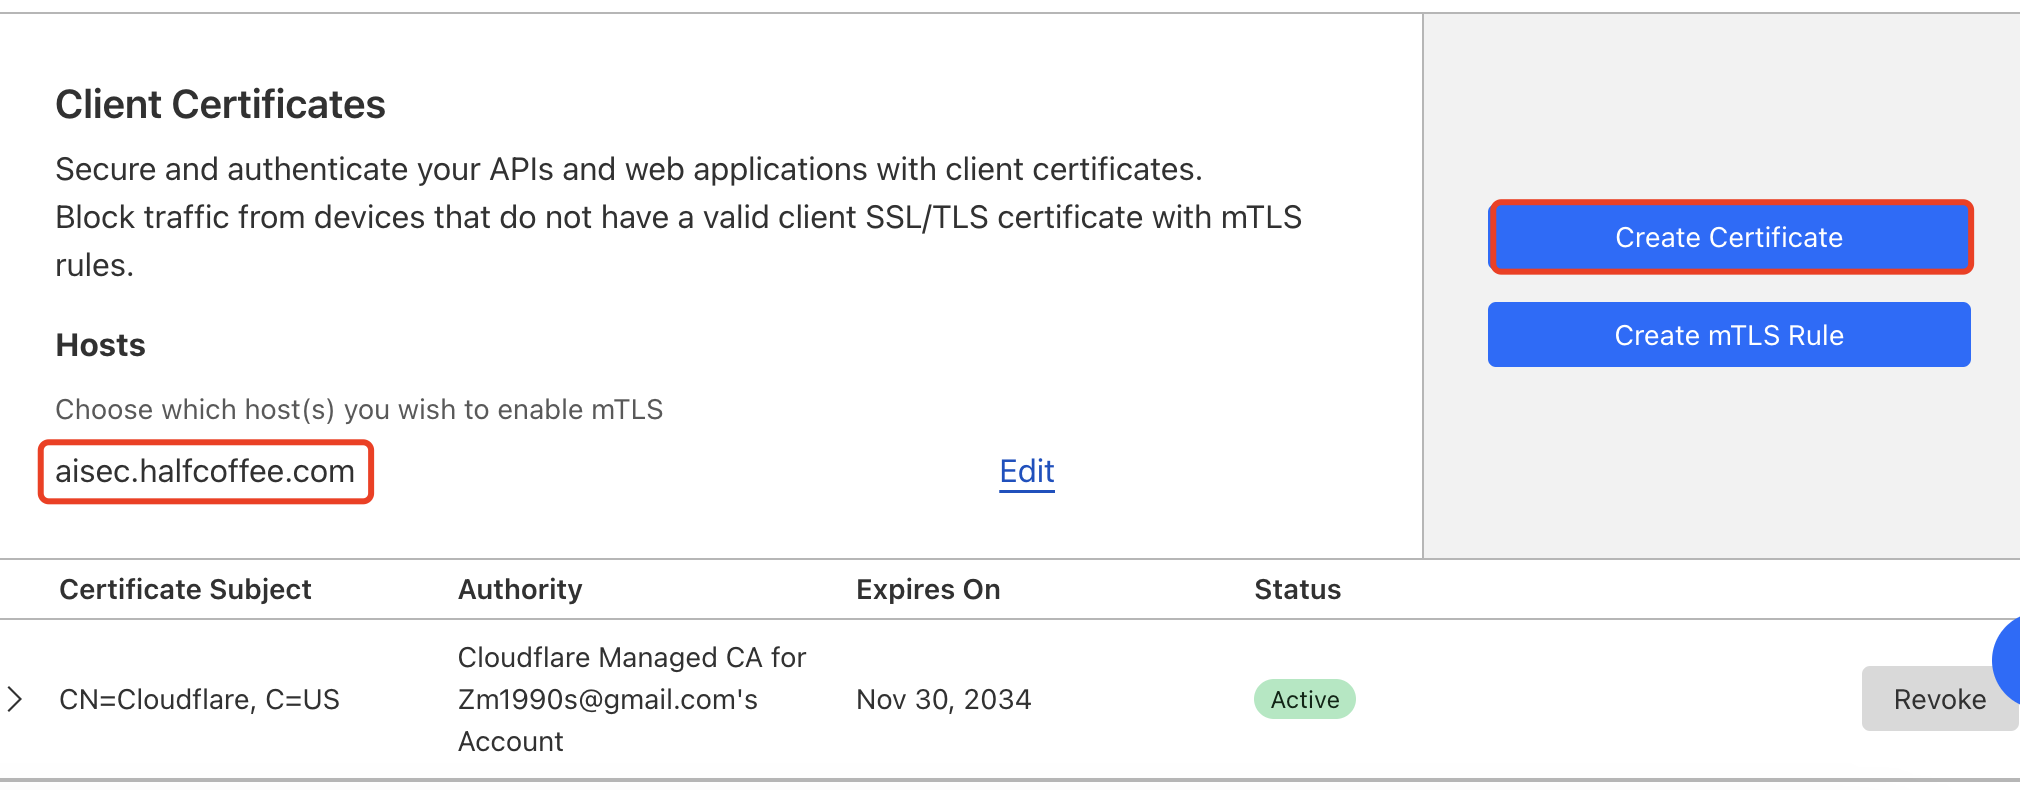 Client Certificates
Secure and authenticate your APIs and web applications with client certificates.
Block traffic from devices that do not have a valid client SSL/TLS certificate with mTLS
rules.
Create Certificate
Create mTLS Rule
Hosts
Choose which host(s) you wish to enable mTLS
aisec.halfcoffee.com
Edit
Certificate Subject Authority Expires On Status
CN=Cloudflare, C=US
Cloudflare Managed CA for
Zm1990s@gmail.com's
Account
Nov 30, 2034
Active
Revoke